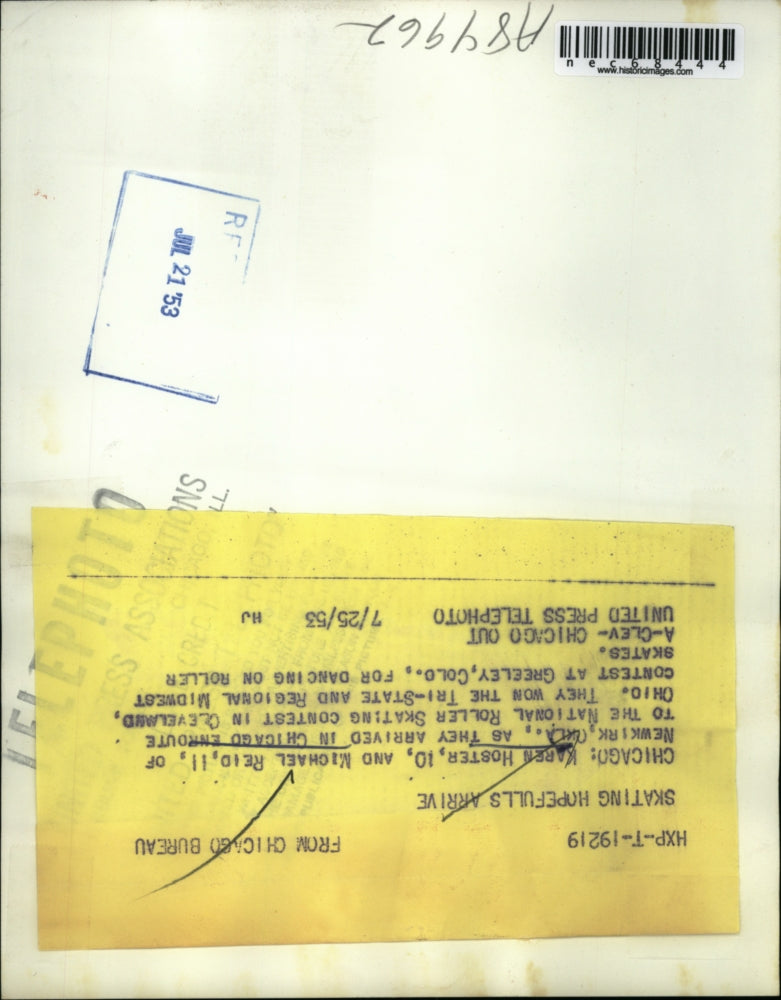 A84962
nec68444
www.historicimages.com
JUL 21 '53
TELEPHOTO
HXP-T-19219 FROM CHICAGO BUREAU
SKATING HOPEFULLS ARRIVE
CHICAGO: KAREN HOSTER,10, AND MICHAEL REID,11, OF
NEWKIRK, OKLA., AS THEY ARRIVED IN CHICAGO ENROUTE
TO THE NATIONAL ROLLER SKATING CONTEST IN CLEVELAND,
OHIO. THEY WON THE TRI-STATE AND REGIONAL MIDWEST
CONTEST AT GREELEY,COLO., FOR DANCING ON ROLLER
SKATES.
A-CLEV- CHICAGO OUT
UNITED PRESS TELEPHOTO 7/25/53 HJ